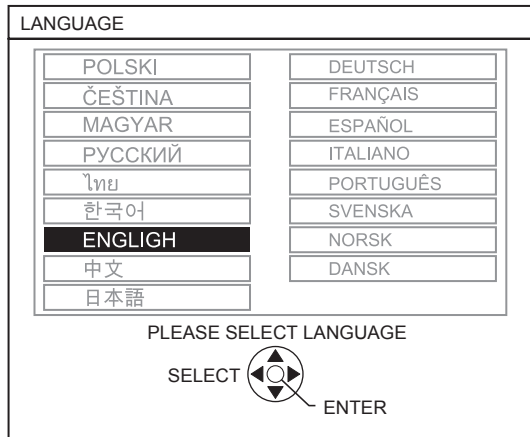 LANGUAGE
POLSKI
ČEŠTINA
MAGYAR
РУССКИЙ
ไทย
한국어
ENGLIGH
中文
日本語
DEUTSCH
FRANÇAIS
ESPAÑOL
ITALIANO
PORTUGUÊS
SVENSKA
NORSK
DANSK
PLEASE SELECT LANGUAGE
SELECT
ENTER